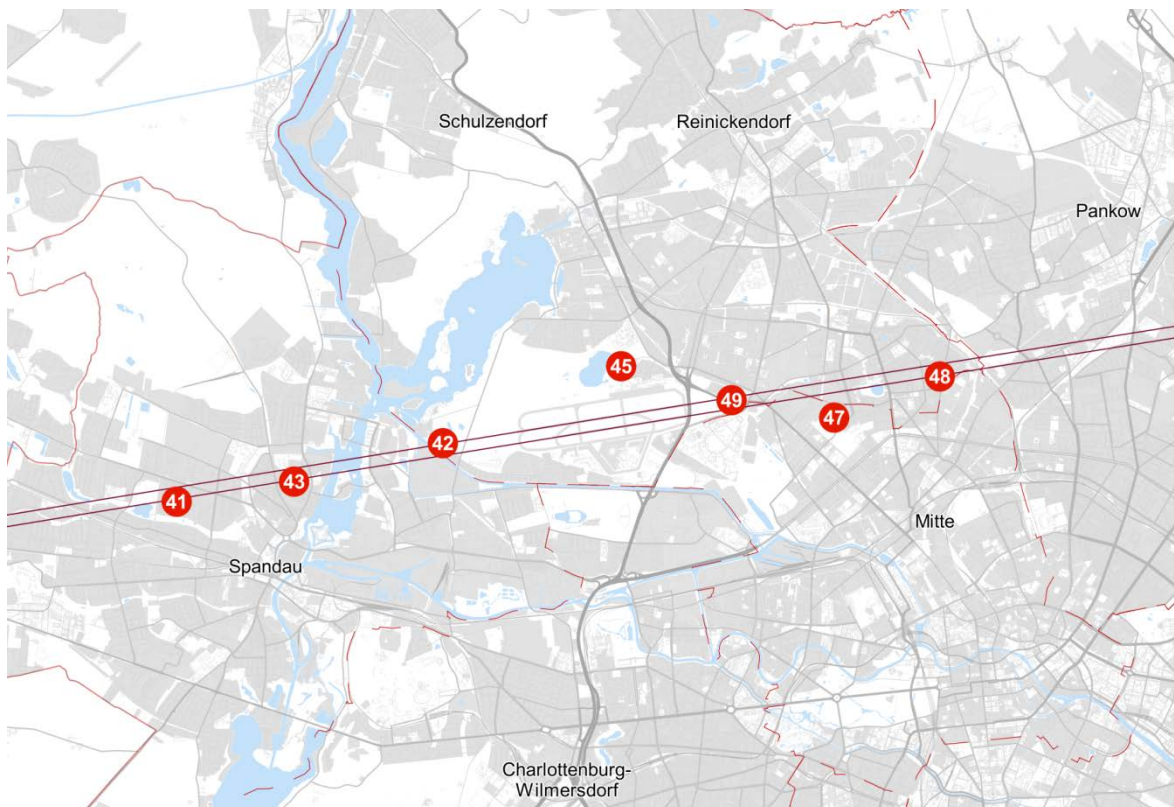 Schulzendorf
Reinickendorf
Pankow
45
49
48
47
42
43
41
Mitte
Spandau
Charlottenburg-
Wilmersdorf